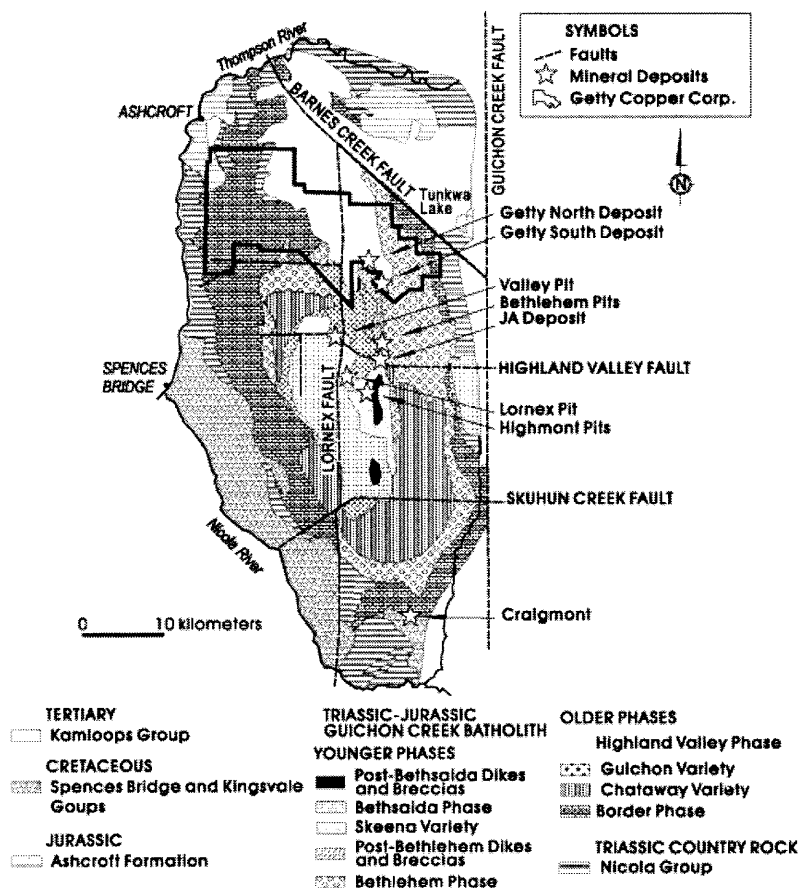 SYMBOLS
Faults
Mineral Deposits
Getty Copper Corp.
N
Thompson River
ASHCROFT
BARNES CREEK FAULT
GUICHON CREEK FAULT
Tunkwa
Lake
Getty North Deposit
Getty South Deposit
Valley Pit
Bethlehem Pits
JA Deposit
SPENCES
BRIDGE
HIGHLAND VALLEY FAULT
LORNEX FAULT
Lornex Pit
Highmont Pits
SKUHUN CREEK FAULT
Nicole River
Craigmont
0 10 kilometers
TERTIARY
Kamloops Group
CRETACEOUS
Spences Bridge and Kingsvale
Goups
JURASSIC
Ashcroft Formation
TRIASSIC-JURASSIC
GUICHON CREEK BATHOLITH
YOUNGER PHASES
Post-Bethsaida Dikes
and Breccias
Bethsaida Phase
Skeena Variety
Post-Bethlehem Dikes
and Breccias
Bethlehem Phase
OLDER PHASES
Highland Valley Phase
Guichon Variety
Chataway Variety
Border Phase
TRIASSIC COUNTRY ROCK
Nicola Group